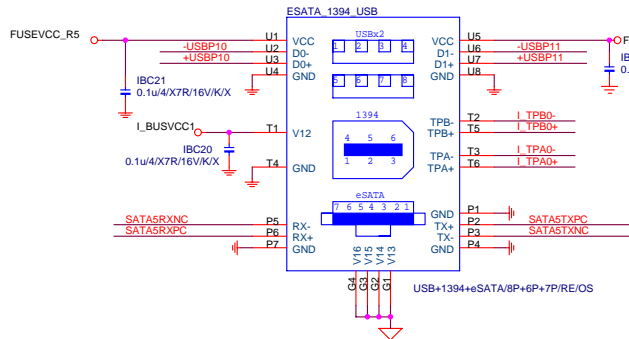 ESATA_1394_USB
FUSEVCC_R5
U1
VCC
USBx2
VCC
U5
F
-USBP10
U2
D0-
1 2 3 4
D1-
U6
-USBP11
+USBP10
U3
D0+
D1+
U7
+USBP11
U4
GND
GND
U8
IBC21
0.1u/4/X7R/16V/K/X
5 6 7 8
IB
0.
1394
I_BUSVCC1
T1
V12
TPB-
T2
I_TPB0-
TPB+
T5
I_TPB0+
4 5 6
1 2 3
IBC20
0.1u/4/X7R/16V/K/X
TPA-
T3
I_TPA0-
T4
GND
TPA+
T6
I_TPA0+
eSATA
7 6 5 4 3 2 1
GND
P1
SATA5RXNC
P5
RX-
TX+
P2
SATA5TXPC
SATA5RXPC
P6
RX+
TX-
P3
SATA5TXNC
P7
GND
GND
P4
V16 V15 V14 V13
G4 G3 G2 G1
USB+1394+eSATA/8P+6P+7P/RE/OS